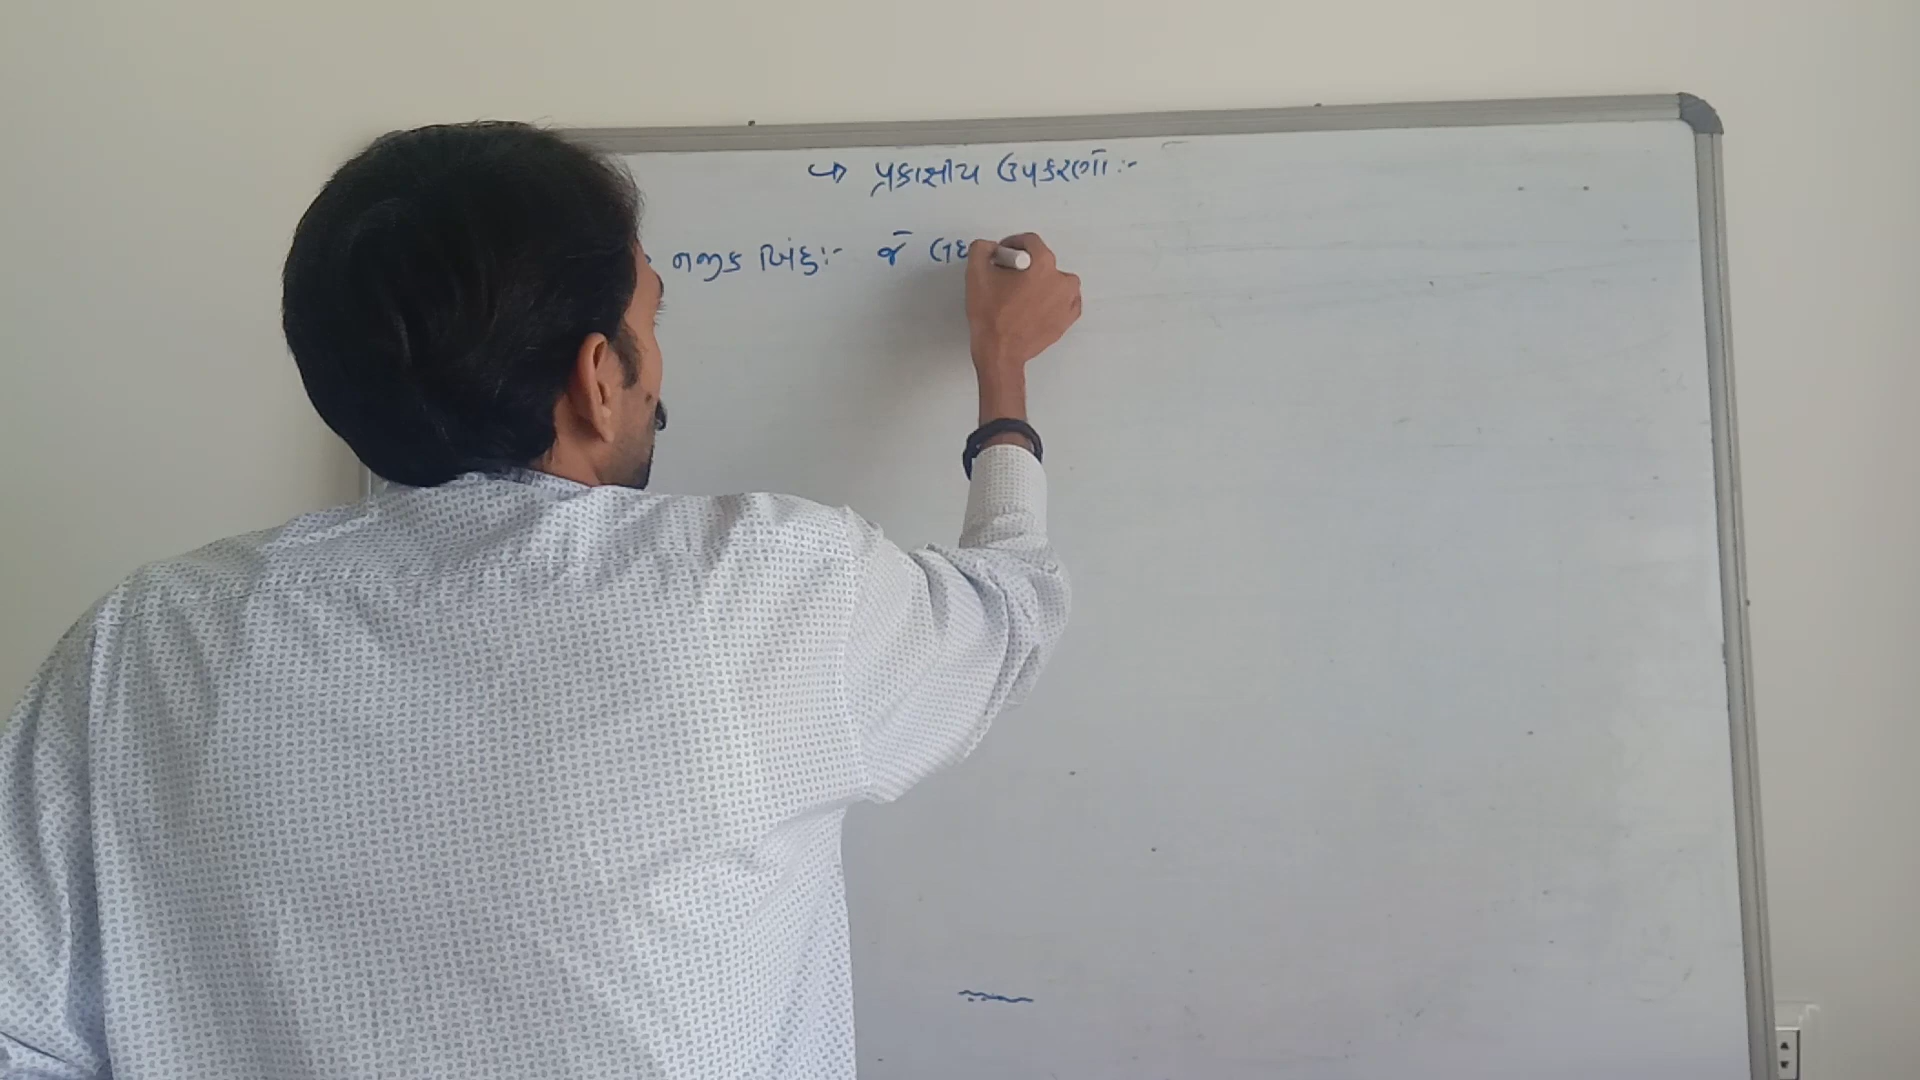 ↪ પ્રકાશીય ઉપકરણો :-
નજીક બિંદુ :- જે લઘ